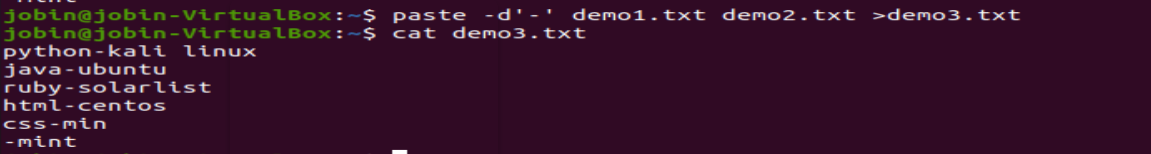 jobin@jobin-VirtualBox:~$ paste -d'-' demo1.txt demo2.txt >demo3.txt
jobin@jobin-VirtualBox:~$ cat demo3.txt
python-kali linux
java-ubuntu
ruby-solarlist
html-centos
css-min
-mint